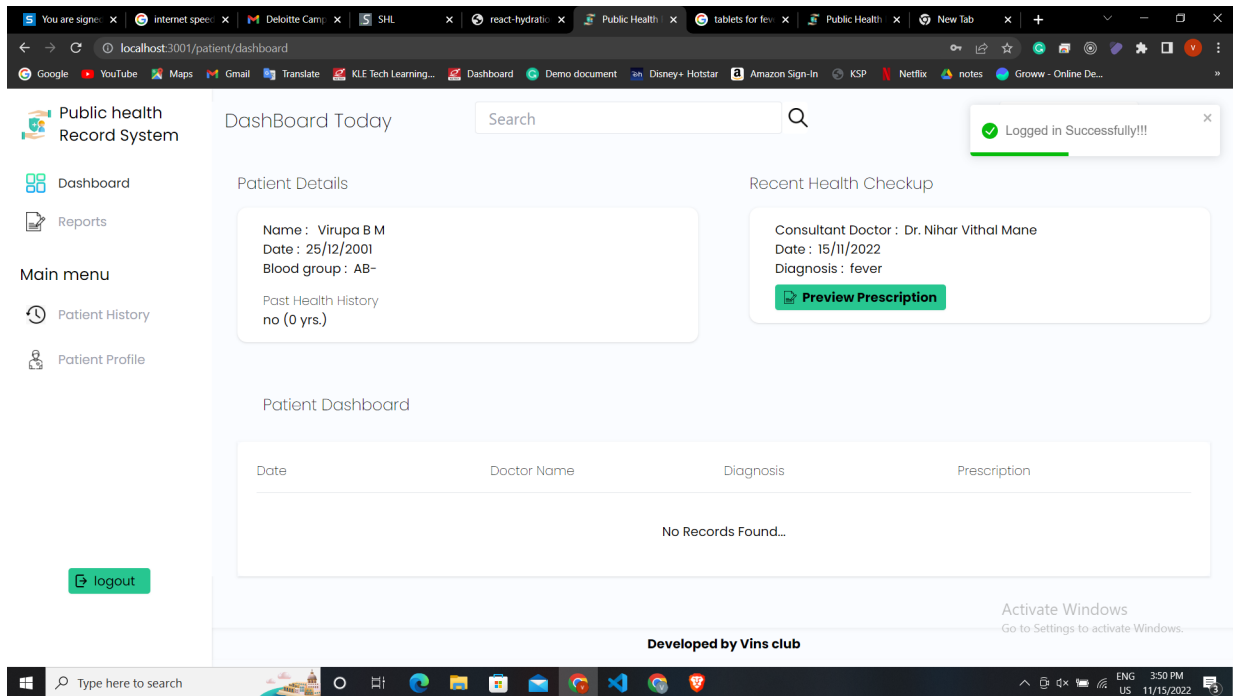 You are signe
internet speed
Deloitte Camp
SHL
react-hydratio
Public Health
tablets for feve
Public Health
New Tab
localhost:3001/patient/dashboard
Google
YouTube
Maps
Gmail
Translate
KLE Tech Learning...
Dashboard
Demo document
Disney+ Hotstar
Amazon Sign-In
KSP
Netflix
notes
Groww - Online De...
»
Public health
Record System
DashBoard Today
Search
Logged in Successfully!!!
Dashboard
Reports
Main menu
Patient History
Patient Profile
logout
Patient Details
Name : Virupa B M
Date : 25/12/2001
Blood group : AB-
Past Health History
no (0 yrs.)
Recent Health Checkup
Consultant Doctor : Dr. Nihar Vithal Mane
Date : 15/11/2022
Diagnosis : fever
Preview Prescription
Patient Dashboard
Date Doctor Name Diagnosis Prescription
No Records Found...
Activate Windows
Go to Settings to activate Windows.
Developed by Vins club
Type here to search
ENG
US
3:50 PM
11/15/2022
3